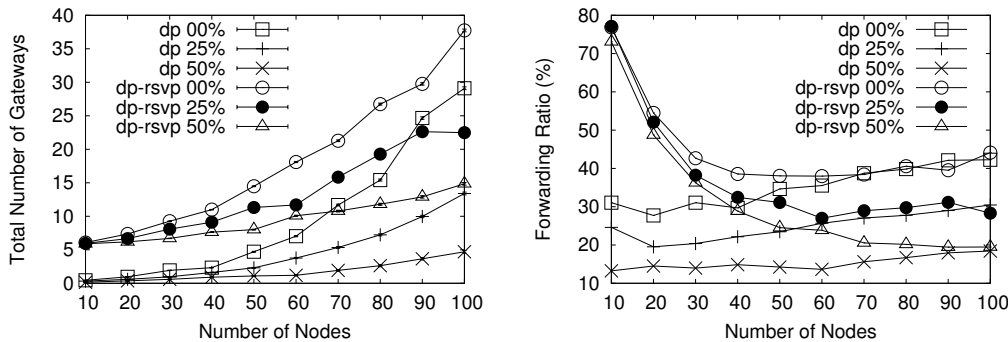 Total Number of Gateways
40
35
30
25
20
15
10
5
0
dp 00%
dp 25%
dp 50%
dp-rsvp 00%
dp-rsvp 25%
dp-rsvp 50%
10 20 30 40 50 60 70 80 90 100
Number of Nodes
Forwarding Ratio (%)
80
70
60
50
40
30
20
10
dp 00%
dp 25%
dp 50%
dp-rsvp 00%
dp-rsvp 25%
dp-rsvp 50%
10 20 30 40 50 60 70 80 90 100
Number of Nodes